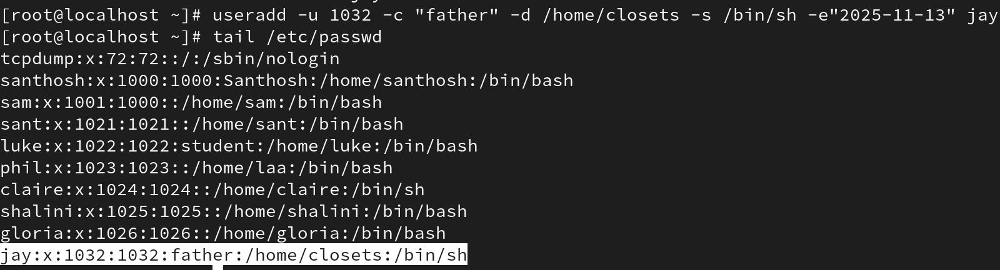 [root@localhost ~]# useradd -u 1032 -c "father" -d /home/closets -s /bin/sh -e"2025-11-13" jay
[root@localhost ~]# tail /etc/passwd
tcpdump:x:72:72::/:/sbin/nologin
santhosh:x:1000:1000:Santhosh:/home/santhosh:/bin/bash
sam:x:1001:1000::/home/sam:/bin/bash
sant:x:1021:1021::/home/sant:/bin/bash
luke:x:1022:1022:student:/home/luke:/bin/bash
phil:x:1023:1023::/home/laa:/bin/bash
claire:x:1024:1024::/home/claire:/bin/sh
shalini:x:1025:1025::/home/shalini:/bin/bash
gloria:x:1026:1026::/home/gloria:/bin/bash
jay:x:1032:1032:father:/home/closets:/bin/sh